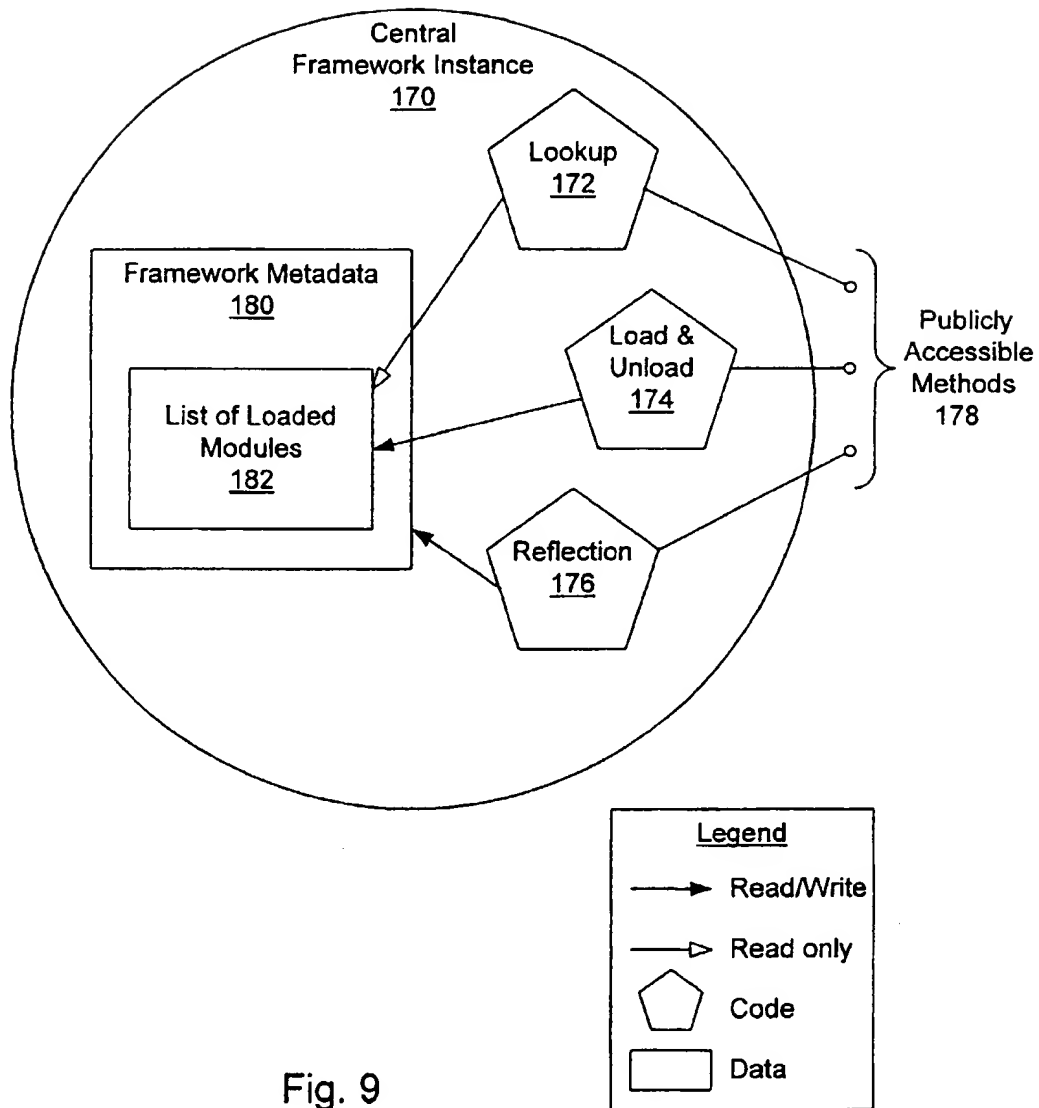 Central
Framework Instance
170
Lookup
172
Framework Metadata
180
List of Loaded
Modules
182
Load &
Unload
174
Reflection
176
Publicly
Accessible
Methods
178
Legend
Read/Write
Read only
Code
Data
Fig. 9